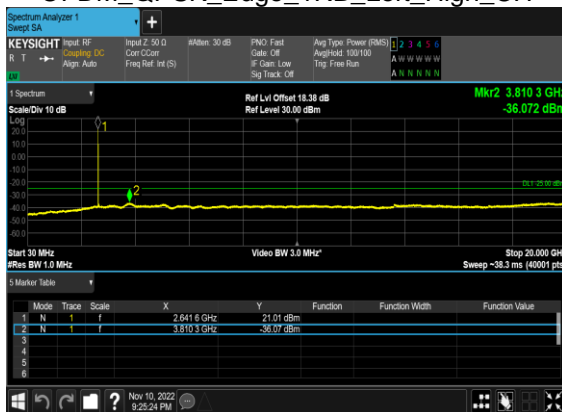 Spectrum Analyzer 1
Swept SA
KEYSIGHT
R T
Input: RF
Coupling: DC
Align: Auto
Input Z: 50 Ω
Corr CCorr
Freq Ref: Int (S)
#Atten: 30 dB
PNO: Fast
Gate: Off
IF Gain: Low
Sig Track: Off
Avg Type: Power (RMS)
Avg|Hold: 100/100
Trig: Free Run
1 2 3 4 5 6
A W W W W W
A N N N N N
1 Spectrum
Scale/Div 10 dB
Ref Lvl Offset 18.38 dB
Ref Level 30.00 dBm
Mkr2 3.810 3 GHz
-36.072 dBm
Log
20.0
10.0
0.00
-10.0
-20.0
-30.0
-40.0
-50.0
-60.0
1
2
Start 30 MHz
#Res BW 1.0 MHz
Video BW 3.0 MHz*
Stop 20.000 GH
Sweep ~38.3 ms (40001 pts
5 Marker Table
Mode Trace Scale X Y Function Function Width Function Value
1 N 1 f 2.641 6 GHz 21.01 dBm
2 N 1 f 3.810 3 GHz -36.07 dBm
3
4
5
6
?
Nov 10, 2022
9:25:24 PM